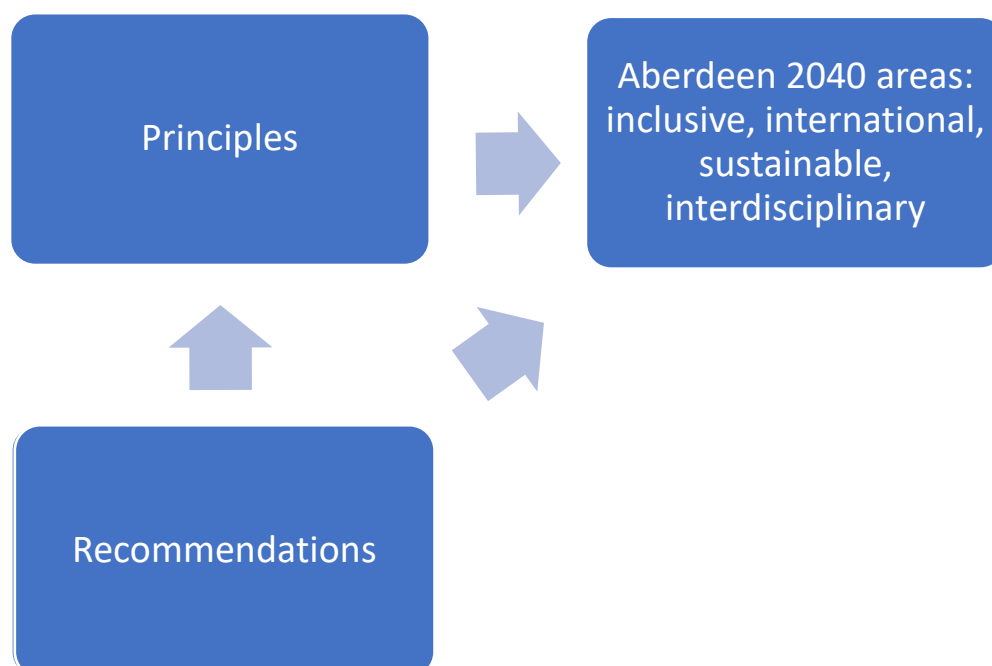 Principles
Aberdeen 2040 areas:
inclusive, international,
sustainable,
interdisciplinary
Recommendations